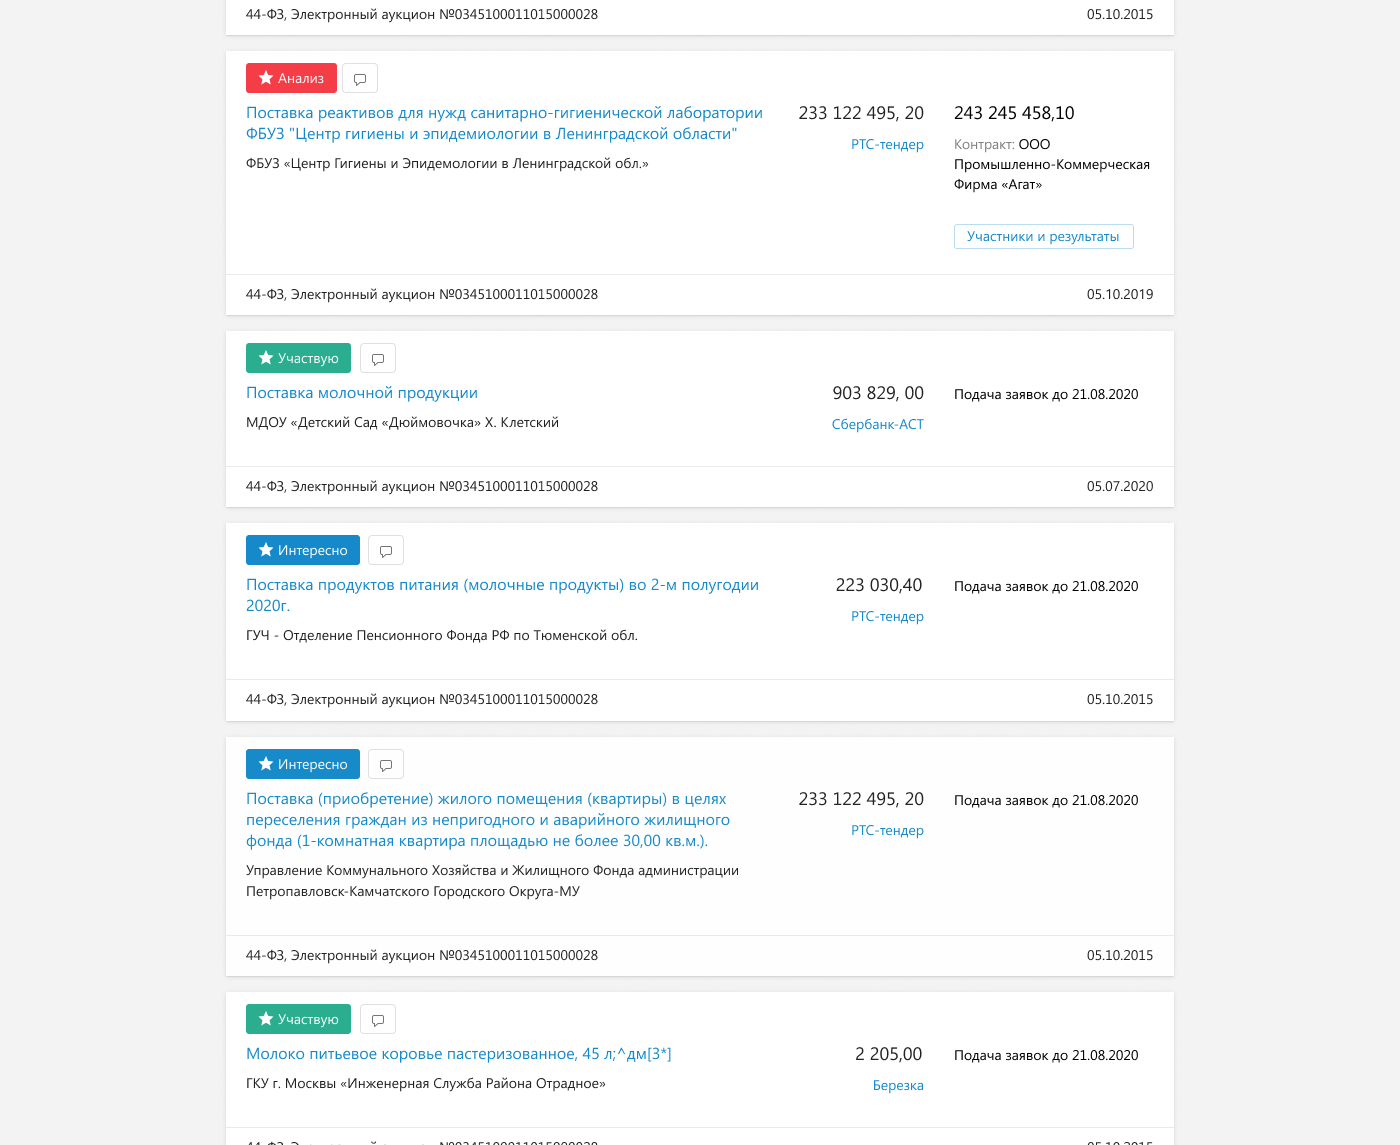 44-ФЗ, Электронный аукцион №0345100011015000028 05.10.2015
Анализ
Поставка реактивов для нужд санитарно-гигиенической лаборатории 233 122 495, 20 243 245 458,10
ФБУЗ "Центр гигиены и эпидемиологии в Ленинградской области"
РТС-тендер Контракт: ООО
ФБУЗ «Центр Гигиены и Эпидемологии в Ленинградской обл.» Промышленно-Коммерческая
Фирма «Агат»
Участники и результаты
44-ФЗ, Электронный аукцион №0345100011015000028 05.10.2019
Участвую
Поставка молочной продукции 903 829, 00 Подача заявок до 21.08.2020
МДОУ «Детский Сад «Дюймовочка» Х. Клетский Сбербанк-АСТ
44-ФЗ, Электронный аукцион №0345100011015000028 05.07.2020
Интересно
Поставка продуктов питания (молочные продукты) во 2-м полугодии 223 030,40 Подача заявок до 21.08.2020
2020г.
РТС-тендер
ГУЧ - Отделение Пенсионного Фонда РФ по Тюменской обл.
44-ФЗ, Электронный аукцион №0345100011015000028 05.10.2015
Интересно
Поставка (приобретение) жилого помещения (квартиры) в целях 233 122 495, 20 Подача заявок до 21.08.2020
переселения граждан из непригодного и аварийного жилищного
РТС-тендер
фонда (1-комнатная квартира площадью не более 30,00 кв.м.).
Управление Коммунального Хозяйства и Жилищного Фонда администрации
Петропавловск-Камчатского Городского Округа-МУ
44-ФЗ, Электронный аукцион №0345100011015000028 05.10.2015
Участвую
Молоко питьевое коровье пастеризованное, 45 л;^дм[3*] 2 205,00 Подача заявок до 21.08.2020
ГКУ г. Москвы «Инженерная Служба Района Отрадное» Березка